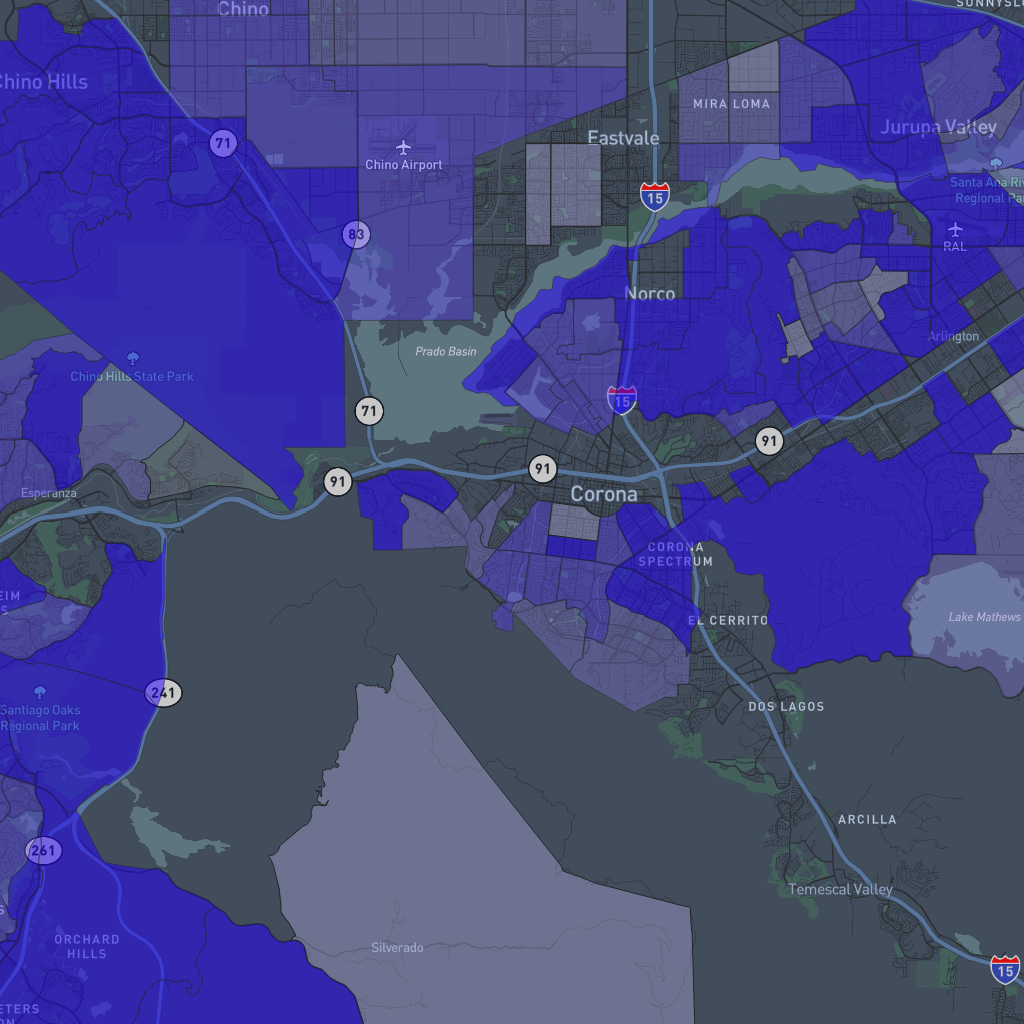 SUNNYSL
Chino
Chino Hills
MIRA LOMA
Eastvale
Jurupa Valley
71
Chino Airport
15
Santa Ana Riv
Regional Par
83
RAL
Norco
Arlington
Prado Basin
Chino Hills State Park
15
71
91
91
91
Esperanza
Corona
CORONA
SPECTRUM
EIM
S
Lake Mathews
EL CERRITO
241
Santiago Oaks
Regional Park
DOS LAGOS
ARCILLA
261
Temescal Valley
S
ORCHARD
HILLS
Silverado
15
ETERS
ON